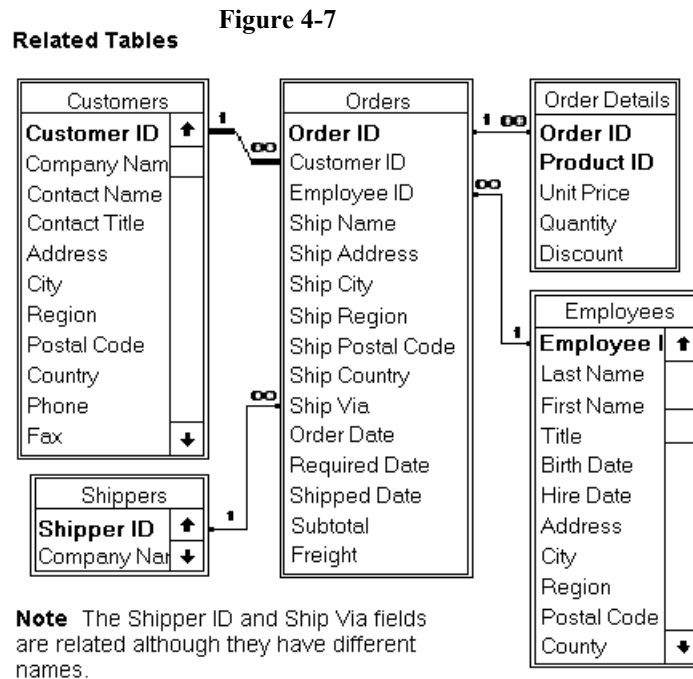 Figure 4-7
Related Tables
Customers
Customer ID
Company Nam
Contact Name
Contact Title
Address
City
Region
Postal Code
Country
Phone
Fax
Shippers
Shipper ID
Company Nar
Orders
Order ID
Customer ID
Employee ID
Ship Name
Ship Address
Ship City
Ship Region
Ship Postal Code
Ship Country
Ship Via
Order Date
Required Date
Shipped Date
Subtotal
Freight
Order Details
Order ID
Product ID
Unit Price
Quantity
Discount
Employees
Employee I
Last Name
First Name
Title
Birth Date
Hire Date
Address
City
Region
Postal Code
County
1 ∞
1 ∞
∞ 1
∞ 1
Note The Shipper ID and Ship Via fields
are related although they have different
names.